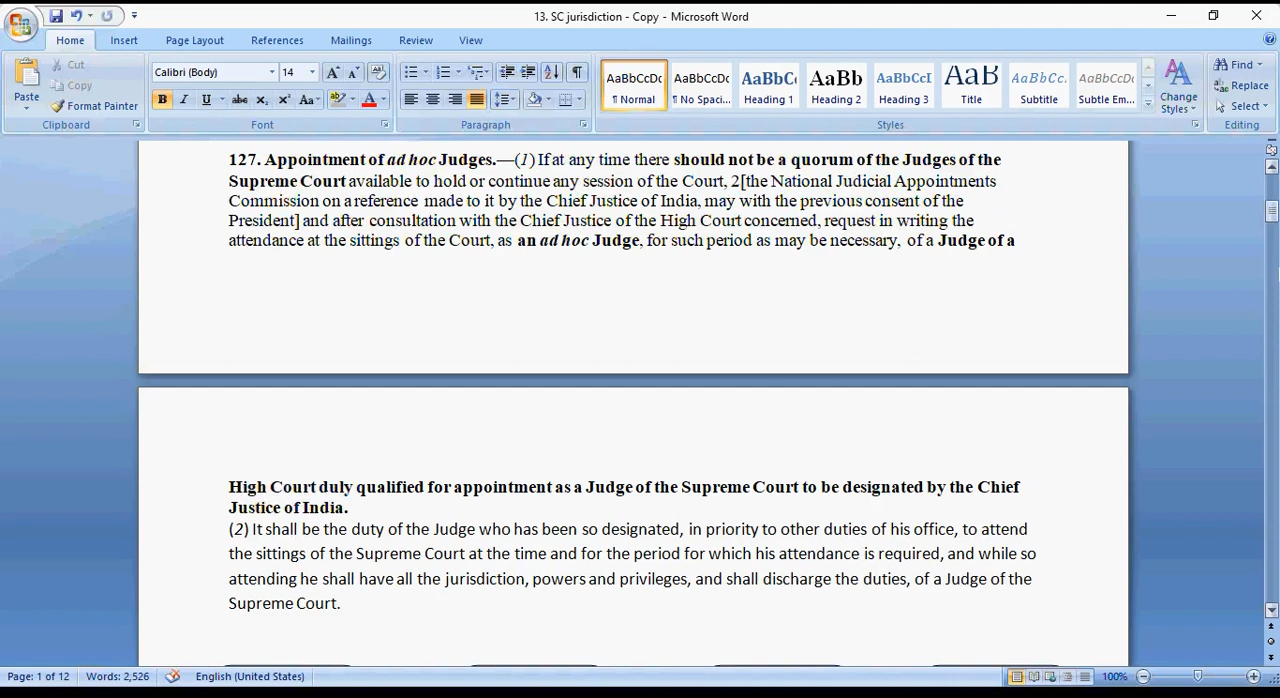 13. SC jurisdiction - Copy - Microsoft Word
Home Insert Page Layout References Mailings Review View
Paste
Cut
Copy
Format Painter
Clipboard
Calibri (Body) 14
Font
Paragraph
AaBbCcDc AaBbCcDc AaBbC‹ AaBb AaBbCcI AaB AaBbCc. AaBbCcDc
¶ Normal ¶ No Spaci... Heading 1 Heading 2 Heading 3 Title Subtitle Subtle Em...
Change Styles
Styles
Find
Replace
Select
Editing
127. Appointment of ad hoc Judges.—(1) If at any time there should not be a quorum of the Judges of the
Supreme Court available to hold or continue any session of the Court, 2[the National Judicial Appointments
Commission on a reference made to it by the Chief Justice of India, may with the previous consent of the
President] and after consultation with the Chief Justice of the High Court concerned, request in writing the
attendance at the sittings of the Court, as an ad hoc Judge, for such period as may be necessary, of a Judge of a
High Court duly qualified for appointment as a Judge of the Supreme Court to be designated by the Chief
Justice of India.
(2) It shall be the duty of the Judge who has been so designated, in priority to other duties of his office, to attend
the sittings of the Supreme Court at the time and for the period for which his attendance is required, and while so
attending he shall have all the jurisdiction, powers and privileges, and shall discharge the duties, of a Judge of the
Supreme Court.
Page: 1 of 12 Words: 2,526 English (United States) 100%